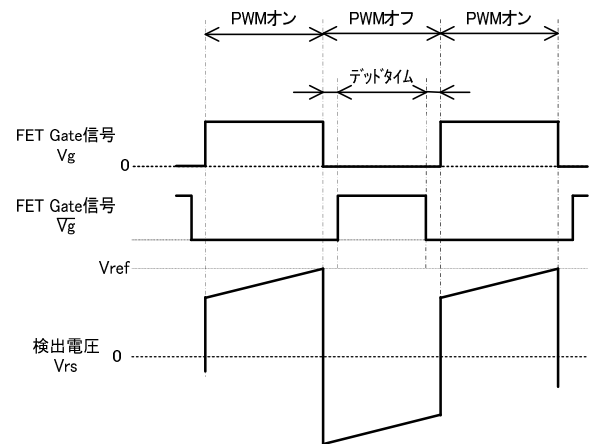 PWMオン PWMオフ PWMオン
デッドタイム
FET Gate信号
Vg
0
FET Gate信号
V̅g̅
Vref
検出電圧
Vrs
0